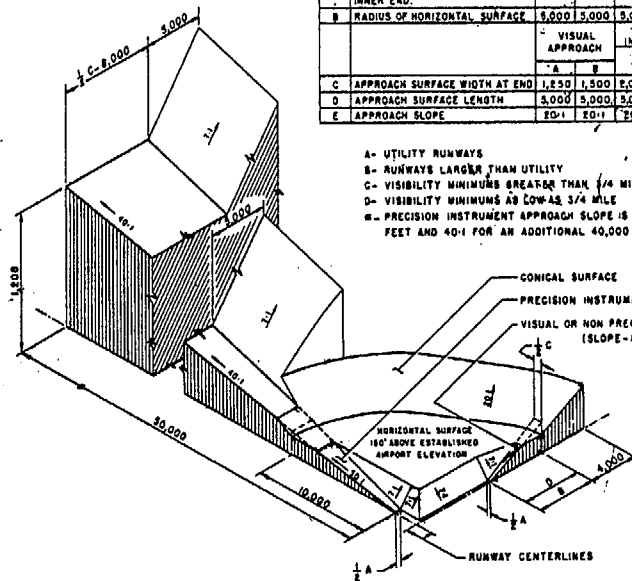 INNER END.
B RADIUS OF HORIZONTAL SURFACE 5,000 5,000
VISUAL
APPROACH
A B
C APPROACH SURFACE WIDTH AT END 1,250 1,500
D APPROACH SURFACE LENGTH 5,000 5,000
E APPROACH SLOPE 20:1 20:1
A- UTILITY RUNWAYS
B- RUNWAYS LARGER THAN UTILITY
C- VISIBILITY MINIMUMS GREATER THAN 3/4 MI
D- VISIBILITY MINIMUMS AS LOW AS 3/4 MILE
PRECISION INSTRUMENT APPROACH SLOPE IS
FEET AND 40:1 FOR AN ADDITIONAL 40,000
5,000
1/2 C-8,000
7:1
40:1
5,000
7:1
1,200
CONICAL SURFACE
PRECISION INSTRUM
VISUAL OR NON PREC
(SLOPE-
1/2 C
40:1
20:1
HORIZONTAL SURFACE
150' ABOVE ESTABLISHED
AIRPORT ELEVATION
50,000
10,000
4,000
D
B
1/2 A
RUNWAY CENTERLINES
1/2 A